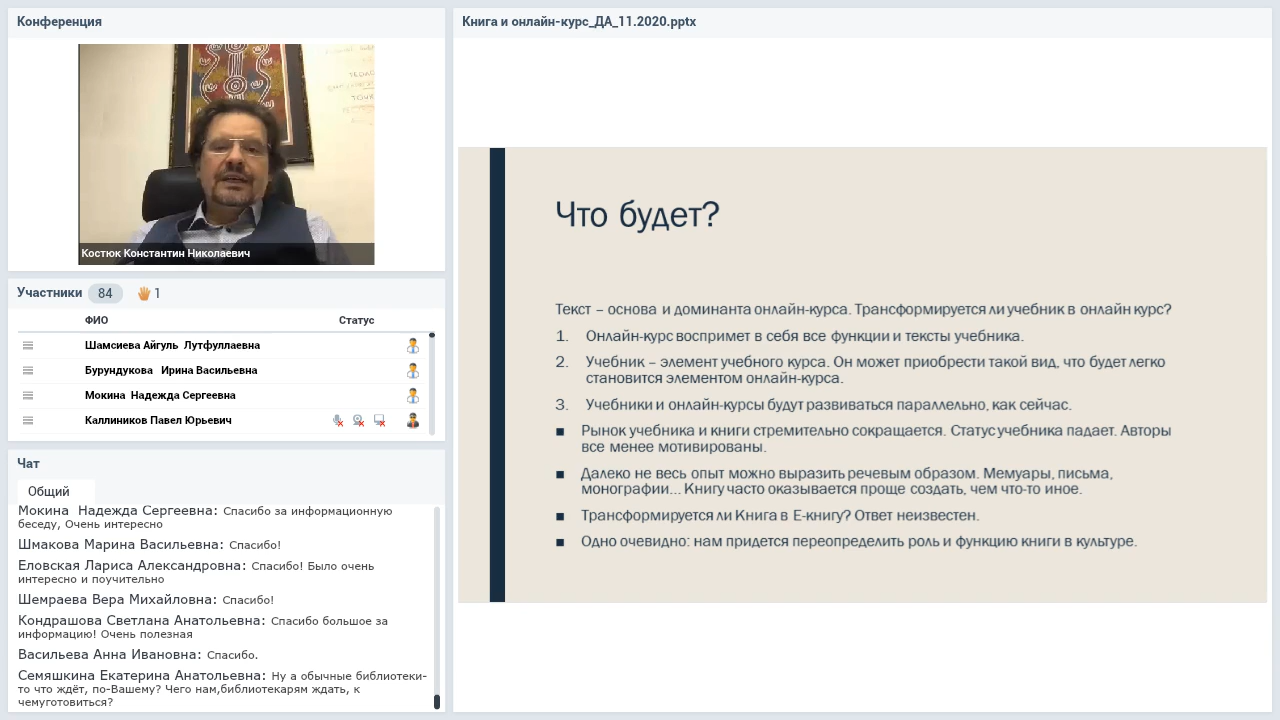 Конференция
Костюк Константин Николаевич
Участники 84 1
ФИО Статус
Шамсиева Айгуль Лутфуллаевна
Бурундукова Ирина Васильевна
Мокина Надежда Сергеевна
Каллиников Павел Юрьевич
Чат
Общий
Мокина Надежда Сергеевна: Спасибо за информационную
беседу, Очень интересно
Шмакова Марина Васильевна: Спасибо!
Еловская Лариса Александровна: Спасибо! Было очень
интересно и поучительно
Шемраева Вера Михайловна: Спасибо!
Кондрашова Светлана Анатольевна: Спасибо большое за
информацию! Очень полезная
Васильева Анна Ивановна: Спасибо.
Семяшкина Екатерина Анатольевна: Ну а обычные библиотеки-
то что ждёт, по-Вашему? Чего нам,библиотекарям ждать, к
чемуготовиться?
Книга и онлайн-курс_ДА_11.2020.pptx
Что будет?
Текст – основа и доминанта онлайн-курса. Трансформируется ли учебник в онлайн курс?
1. Онлайн-курс воспримет в себя все функции и тексты учебника.
2. Учебник – элемент учебного курса. Он может приобрести такой вид, что будет легко
становится элементом онлайн-курса.
3. Учебники и онлайн-курсы будут развиваться параллельно, как сейчас.
■ Рынок учебника и книги стремительно сокращается. Статус учебника падает. Авторы
все менее мотивированы.
■ Далеко не весь опыт можно выразить речевым образом. Мемуары, письма,
монографии... Книгу часто оказывается проще создать, чем что-то иное.
■ Трансформируется ли Книга в Е-книгу? Ответ неизвестен.
■ Одно очевидно: нам придется переопределить роль и функцию книги в культуре.